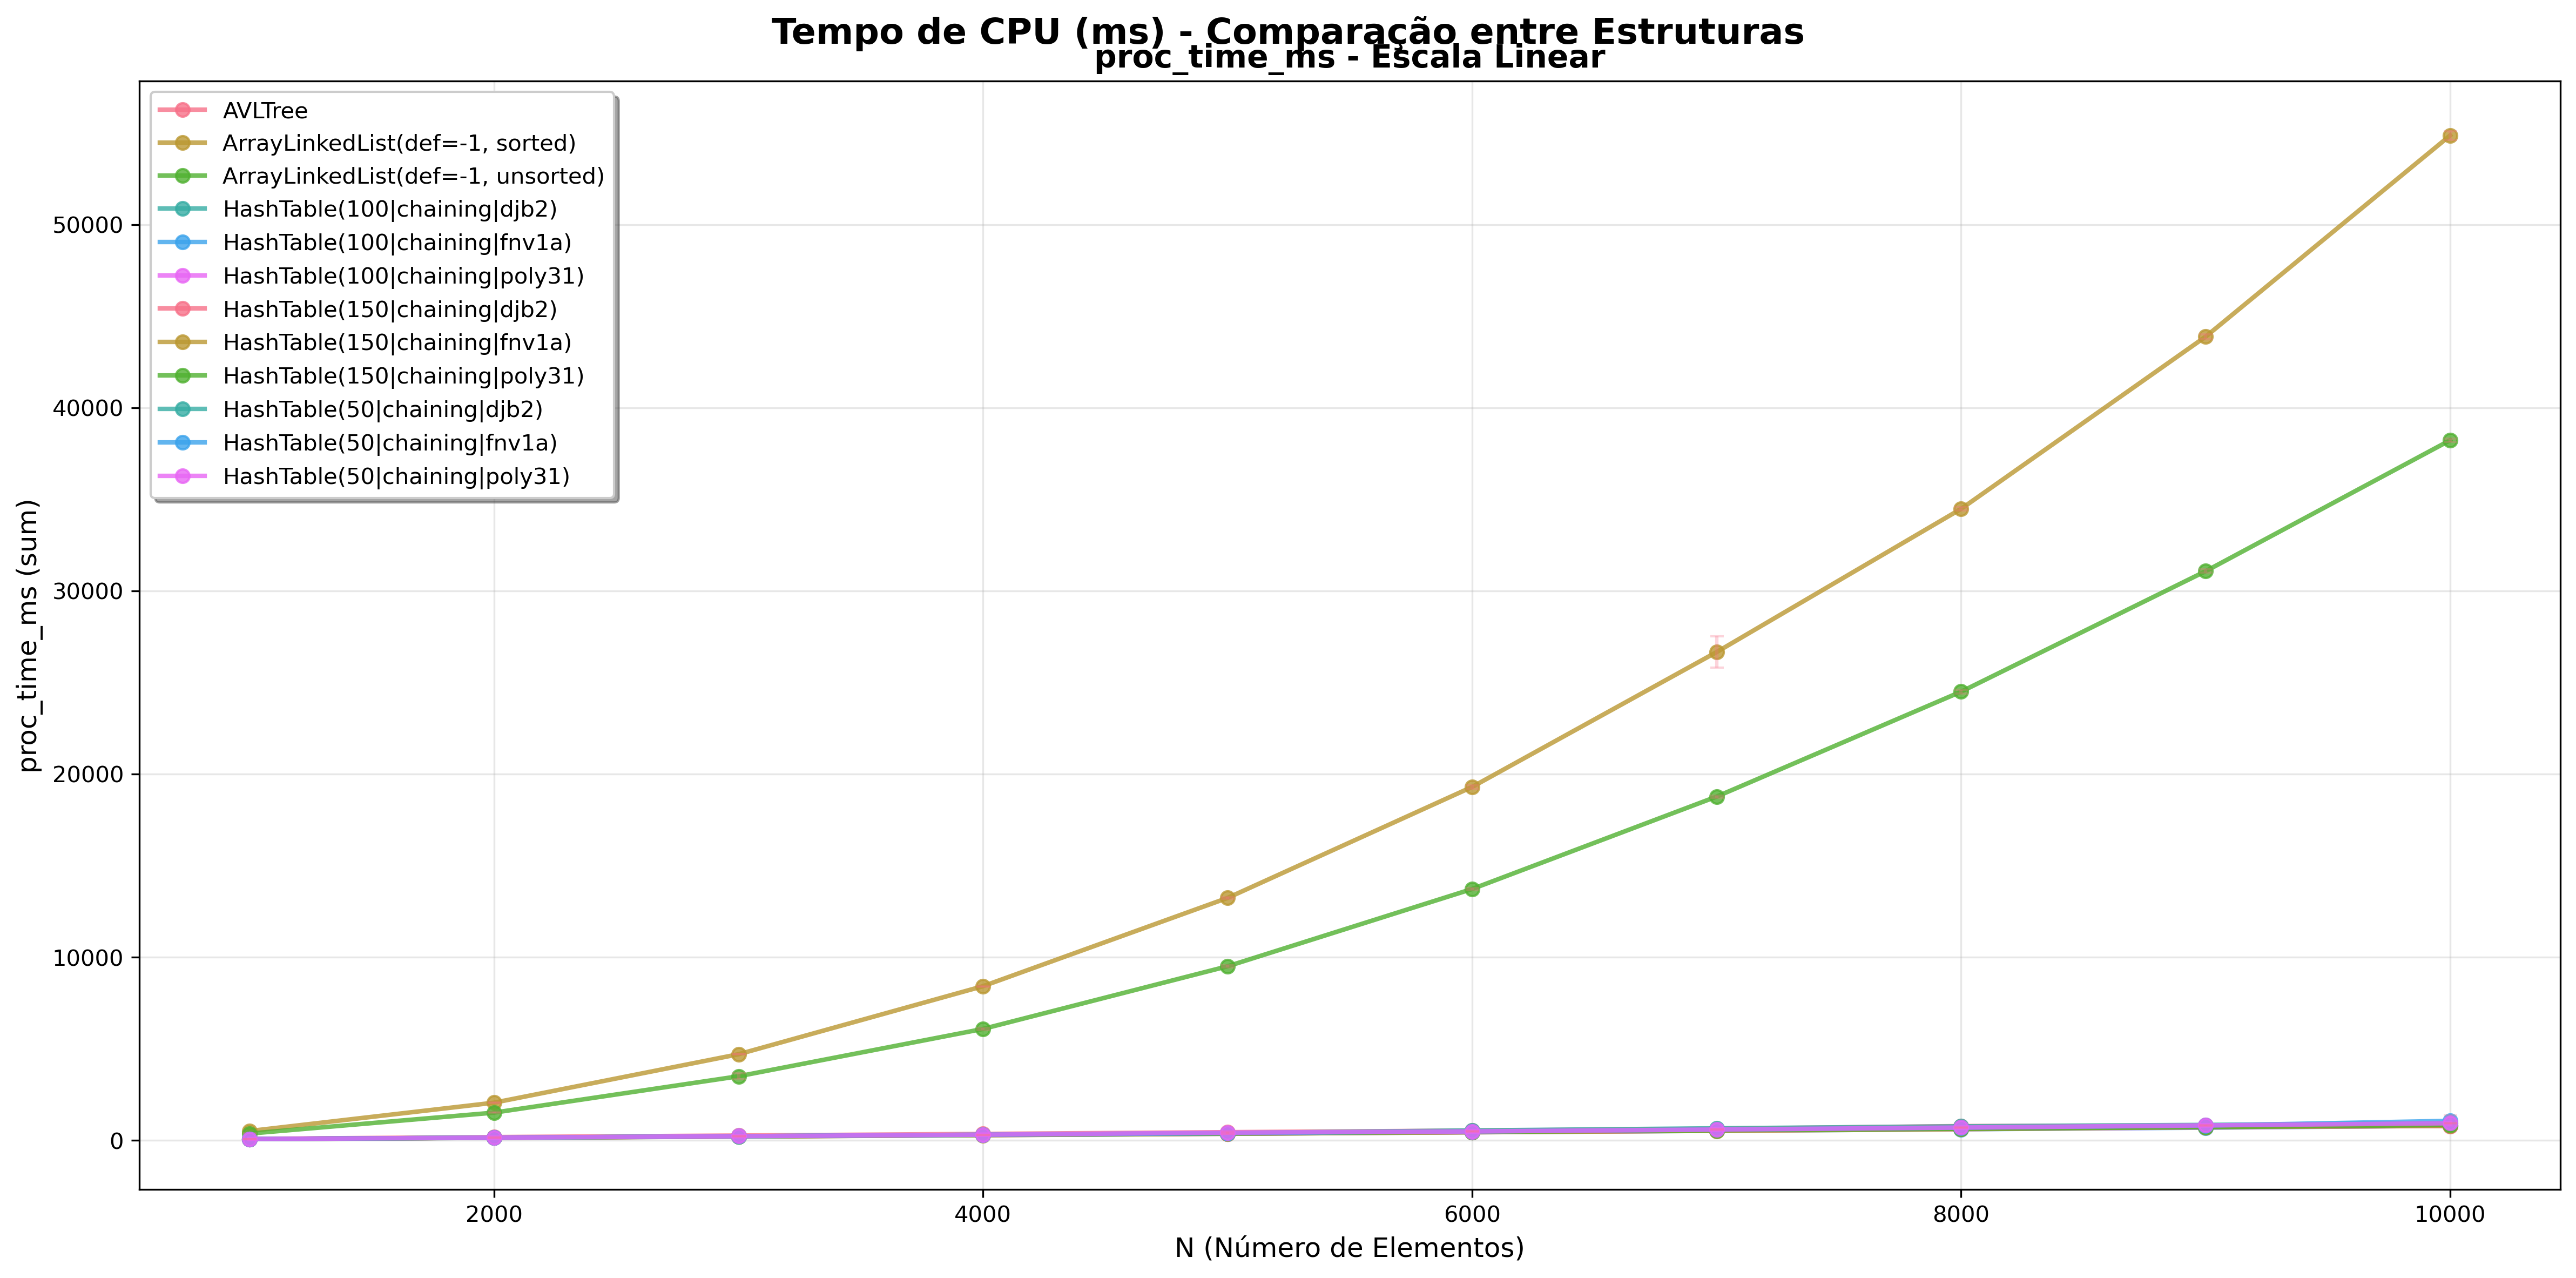 Tempo de CPU (ms) - Comparação entre Estruturas
proc_time_ms - Escala Linear
AVLTree
ArrayLinkedList(def=-1, sorted)
ArrayLinkedList(def=-1, unsorted)
HashTable(100|chaining|djb2)
HashTable(100|chaining|fnv1a)
HashTable(100|chaining|poly31)
HashTable(150|chaining|djb2)
HashTable(150|chaining|fnv1a)
HashTable(150|chaining|poly31)
HashTable(50|chaining|djb2)
HashTable(50|chaining|fnv1a)
HashTable(50|chaining|poly31)
proc_time_ms (sum)
50000
40000
30000
20000
10000
0
2000 4000 6000 8000 10000
N (Número de Elementos)